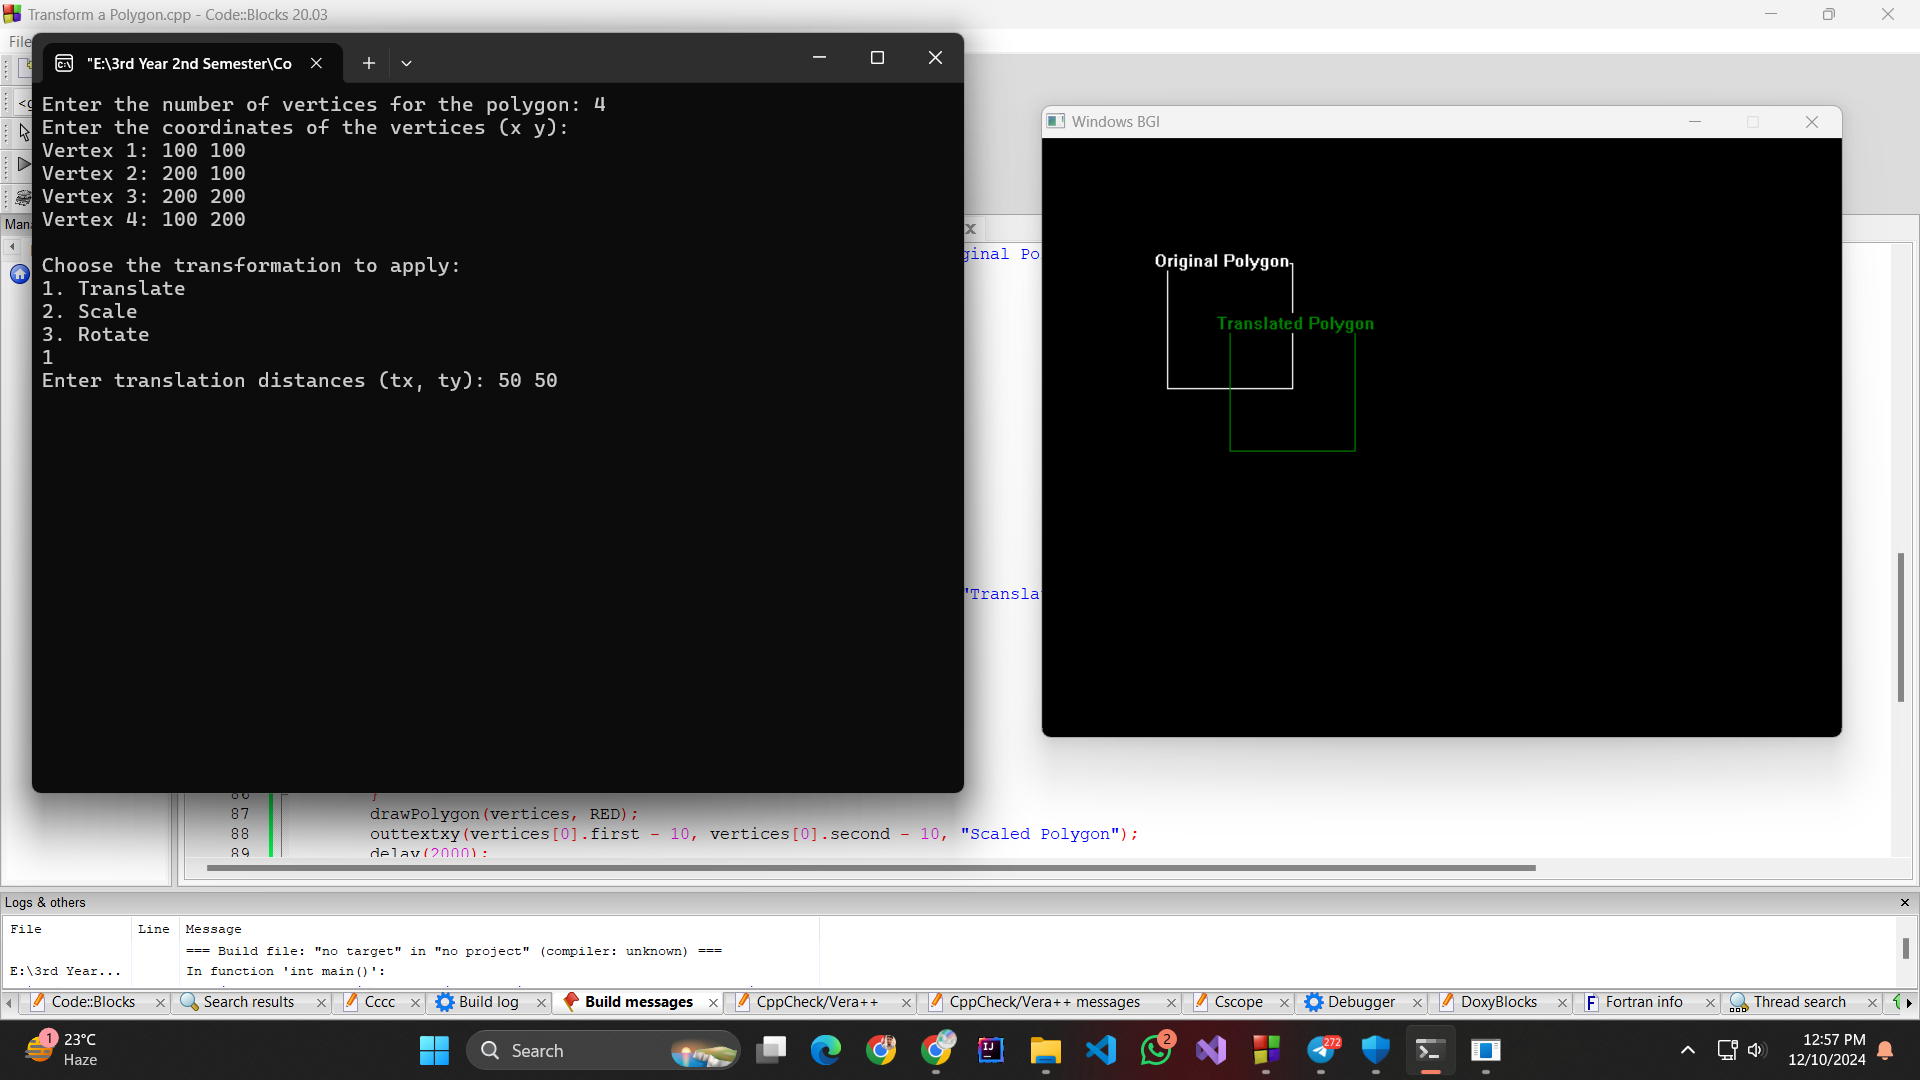 Transform a Polygon.cpp - Code::Blocks 20.03
File
"E:\3rd Year 2nd Semester\Co
Enter the number of vertices for the polygon: 4
Enter the coordinates of the vertices (x y):
Vertex 1: 100 100
Vertex 2: 200 100
Vertex 3: 200 200
Vertex 4: 100 200
Choose the transformation to apply:
1. Translate
2. Scale
3. Rotate
1
Enter translation distances (tx, ty): 50 50
Windows BGI
Original Polygon
Translated Polygon
87 drawPolygon(vertices, RED);
88 outtextxy(vertices[0].first - 10, vertices[0].second - 10, "Scaled Polygon");
89 delay(2000);
Logs & others
File Line Message
=== Build file: "no target" in "no project" (compiler: unknown) ===
E:\3rd Year... In function 'int main()':
Code::Blocks Search results Cccc Build log Build messages CppCheck/Vera++ CppCheck/Vera++ messages Cscope Debugger DoxyBlocks Fortran info Thread search
1 23°C
Haze
Search
2
272
12:57 PM
12/10/2024